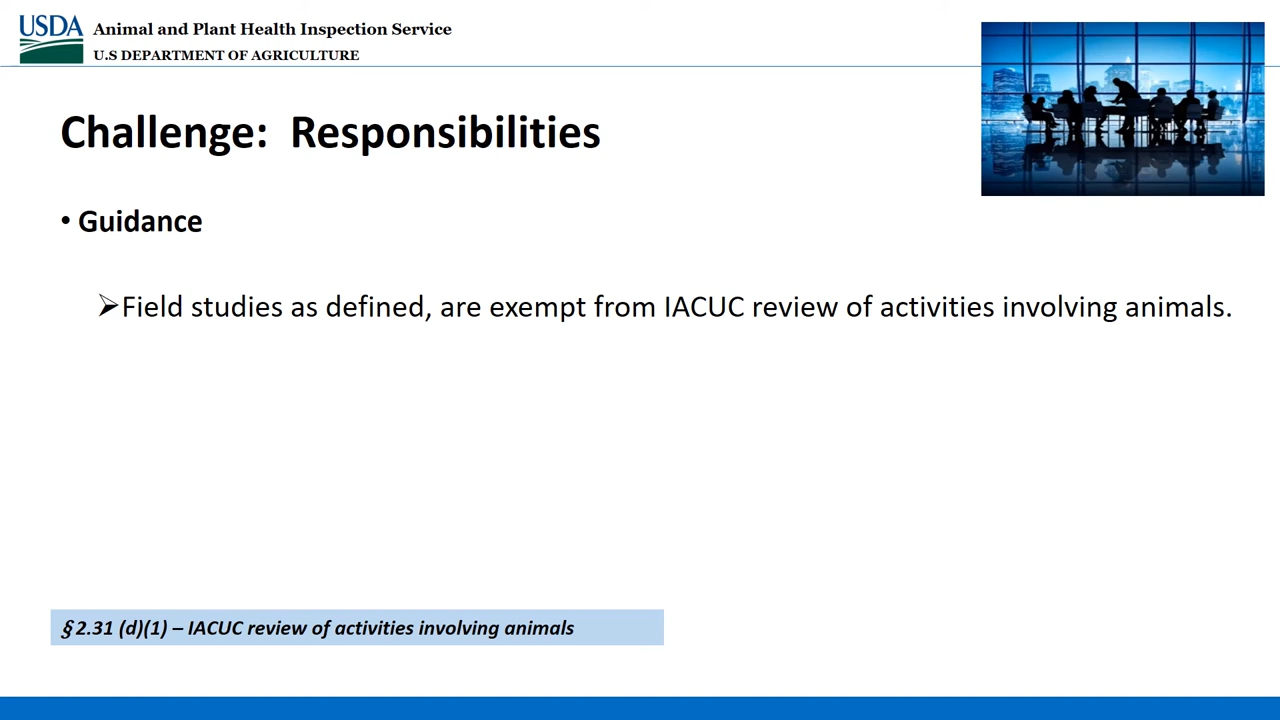 USDA
Animal and Plant Health Inspection Service
U.S DEPARTMENT OF AGRICULTURE
Challenge: Responsibilities
• Guidance
➢Field studies as defined, are exempt from IACUC review of activities involving animals.
§2.31 (d)(1) – IACUC review of activities involving animals